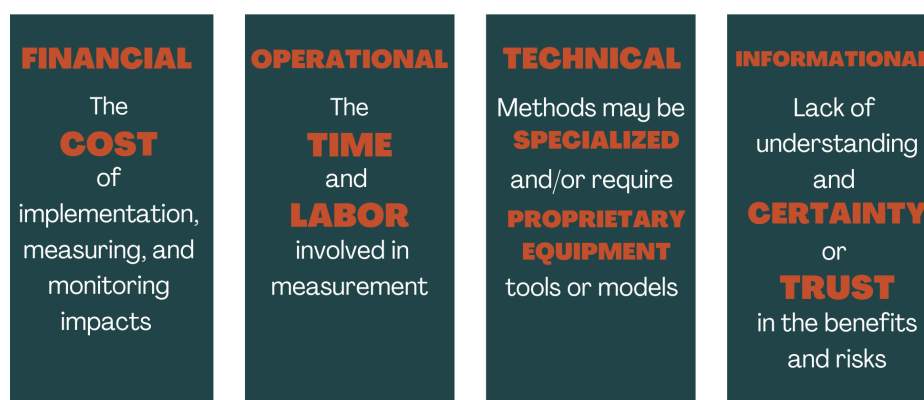 FINANCIAL
The
COST
of
implementation,
measuring, and
monitoring
impacts
OPERATIONAL
The
TIME
and
LABOR
involved in
measurement
TECHNICAL
Methods may be
SPECIALIZED
and/or require
PROPRIETARY
EQUIPMENT
tools or models
INFORMATIONAL
Lack of
understanding
and
CERTAINTY
or
TRUST
in the benefits
and risks